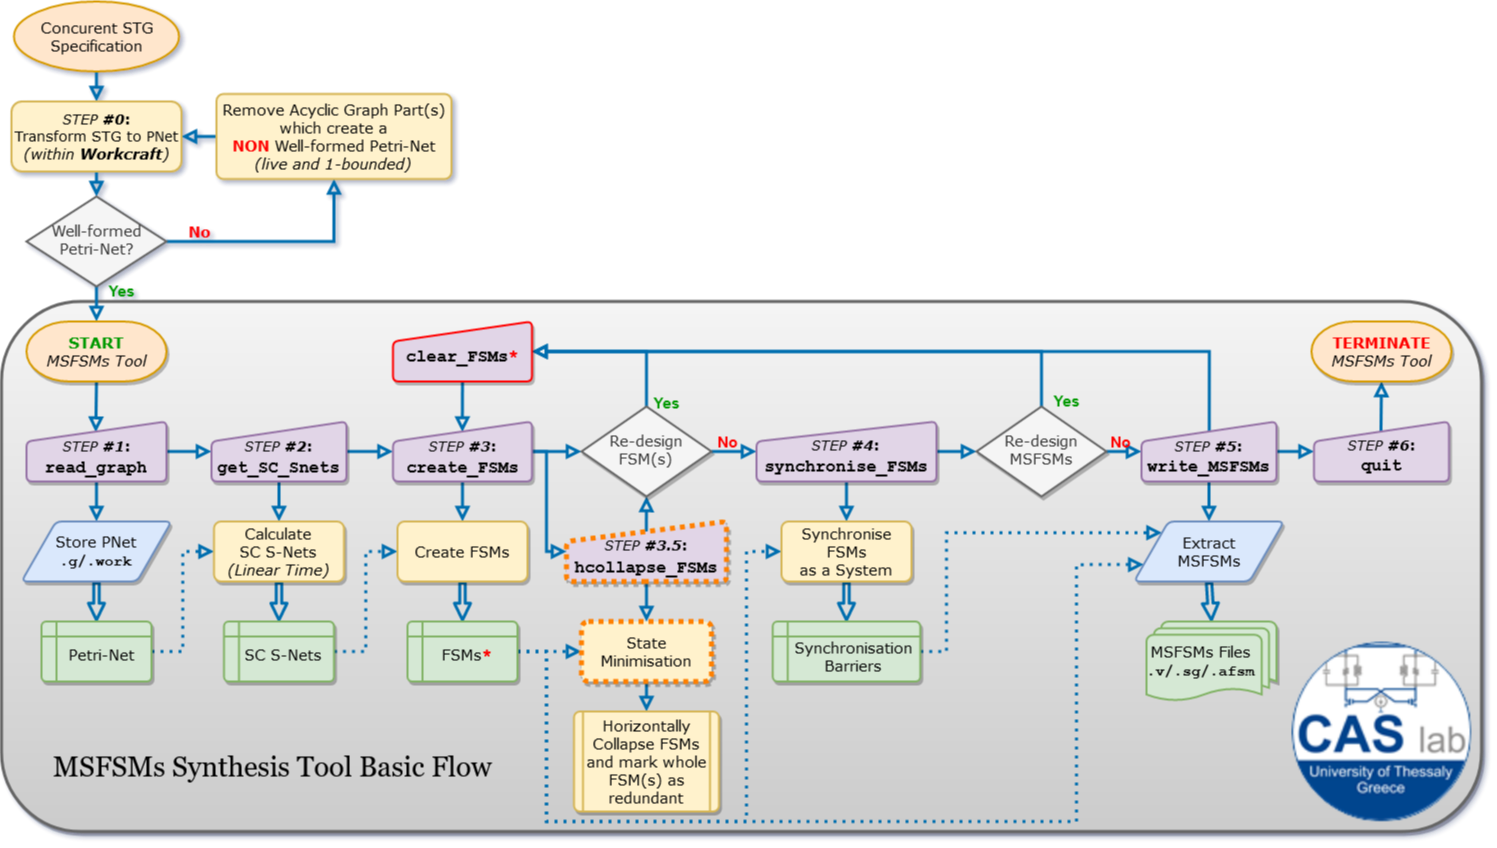 Concurent STG
Specification
STEP #0:
Transform STG to PNet
(within Workcraft)
Remove Acyclic Graph Part(s)
which create a
NON Well-formed Petri-Net
(live and 1-bounded)
Well-formed
Petri-Net?
No
Yes
START
MSFSMs Tool
clear_FSMs*
TERMINATE
MSFSMs Tool
STEP #1:
read_graph
STEP #2:
get_SC_Snets
STEP #3:
create_FSMs
Yes
Re-design
FSM(s)
No
STEP #4:
synchronise_FSMs
Yes
Re-design
MSFSMs
No
STEP #5:
write_MSFSMs
STEP #6:
quit
Store PNet
.g/.work
Calculate
SC S-Nets
(Linear Time)
Create FSMs
STEP #3.5:
hcollapse_FSMs
Synchronise
FSMs
as a System
Extract
MSFSMs
Petri-Net
SC S-Nets
FSMs*
State
Minimisation
Synchronisation
Barriers
MSFSMs Files
.v/.sg/.afsm
Horizontally
Collapse FSMs
and mark whole
FSM(s) as
redundant
MSFSMs Synthesis Tool Basic Flow
CAS lab
University of Thessaly
Greece